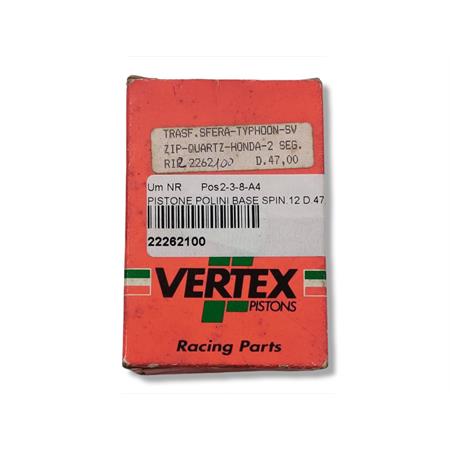 TRASF.SFERA-TYPHOON-SV
ZIP-QUARTZ-HONDA-2 SEG.
RIF 2262100 D.47,00
Um NR Pos2-3-8-A4
PISTONE POLINI BASE SPIN.12 D.47
22262100
VERTEX
PISTONS
Racing Parts